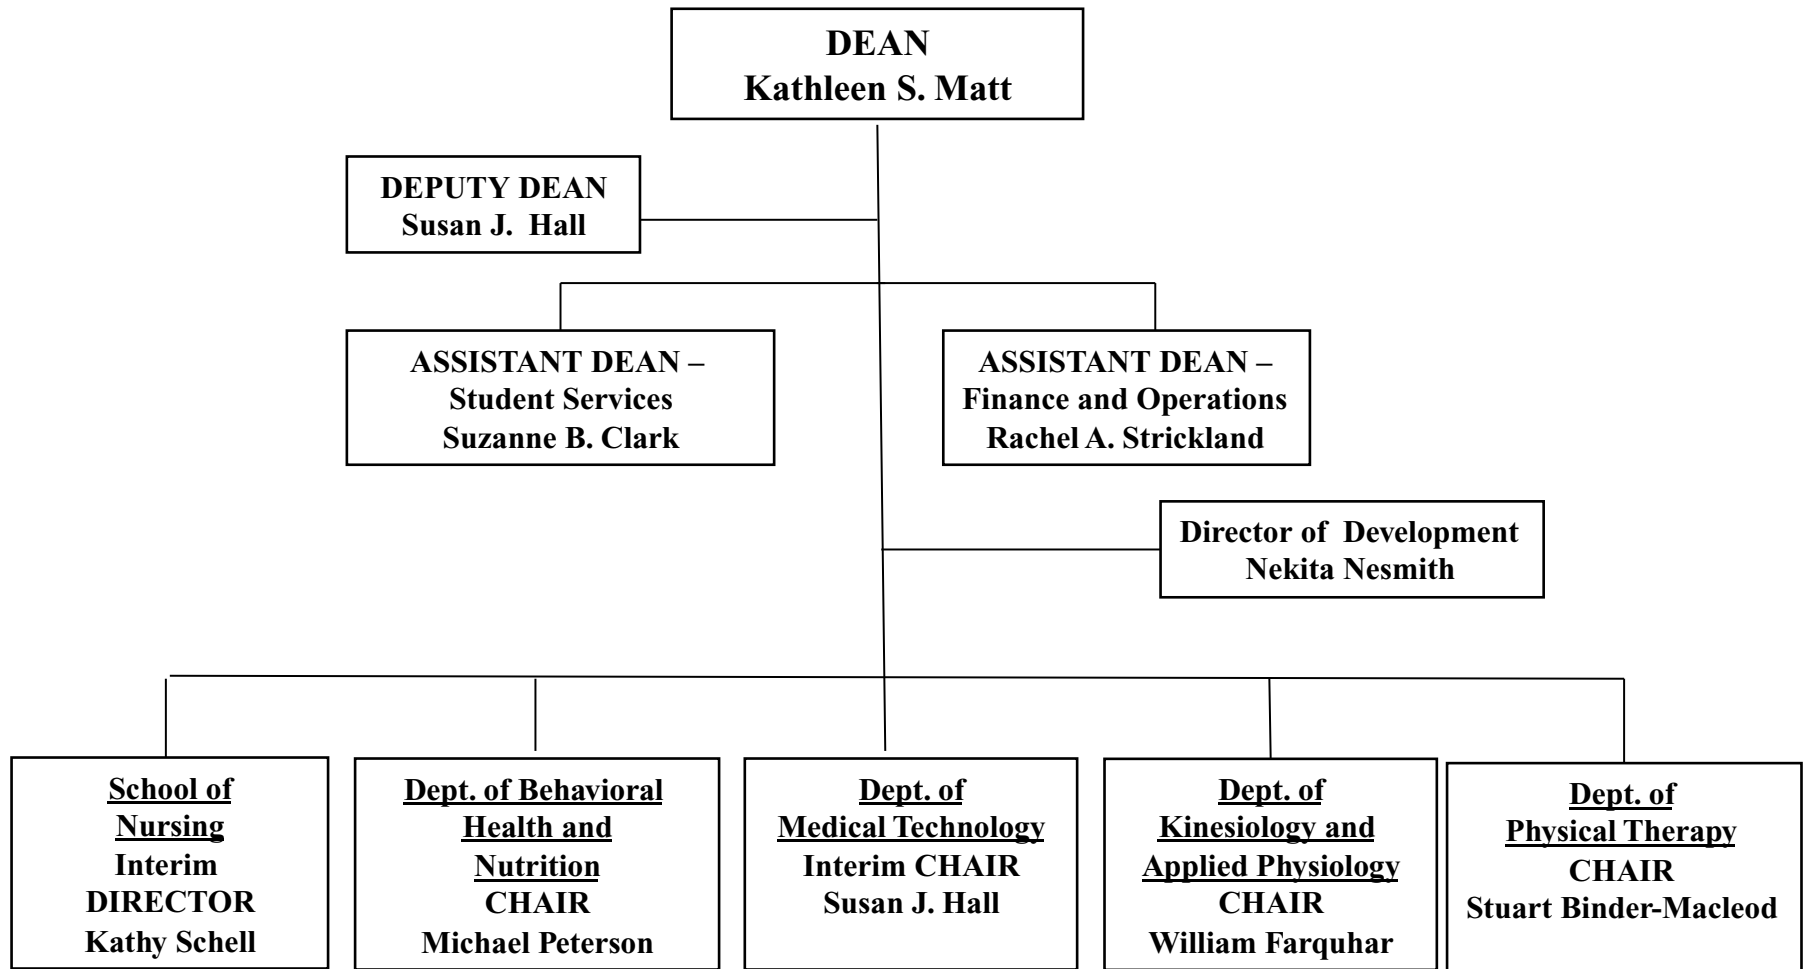 DEAN
Kathleen S. Matt
DEPUTY DEAN
Susan J. Hall
ASSISTANT DEAN –
Student Services
Suzanne B. Clark
ASSISTANT DEAN –
Finance and Operations
Rachel A. Strickland
Director of Development
Nekita Nesmith
School of
Nursing
Interim
DIRECTOR
Kathy Schell
Dept. of Behavioral
Health and
Nutrition
CHAIR
Michael Peterson
Dept. of
Medical Technology
Interim CHAIR
Susan J. Hall
Dept. of
Kinesiology and
Applied Physiology
CHAIR
William Farquhar
Dept. of
Physical Therapy
CHAIR
Stuart Binder-Macleod